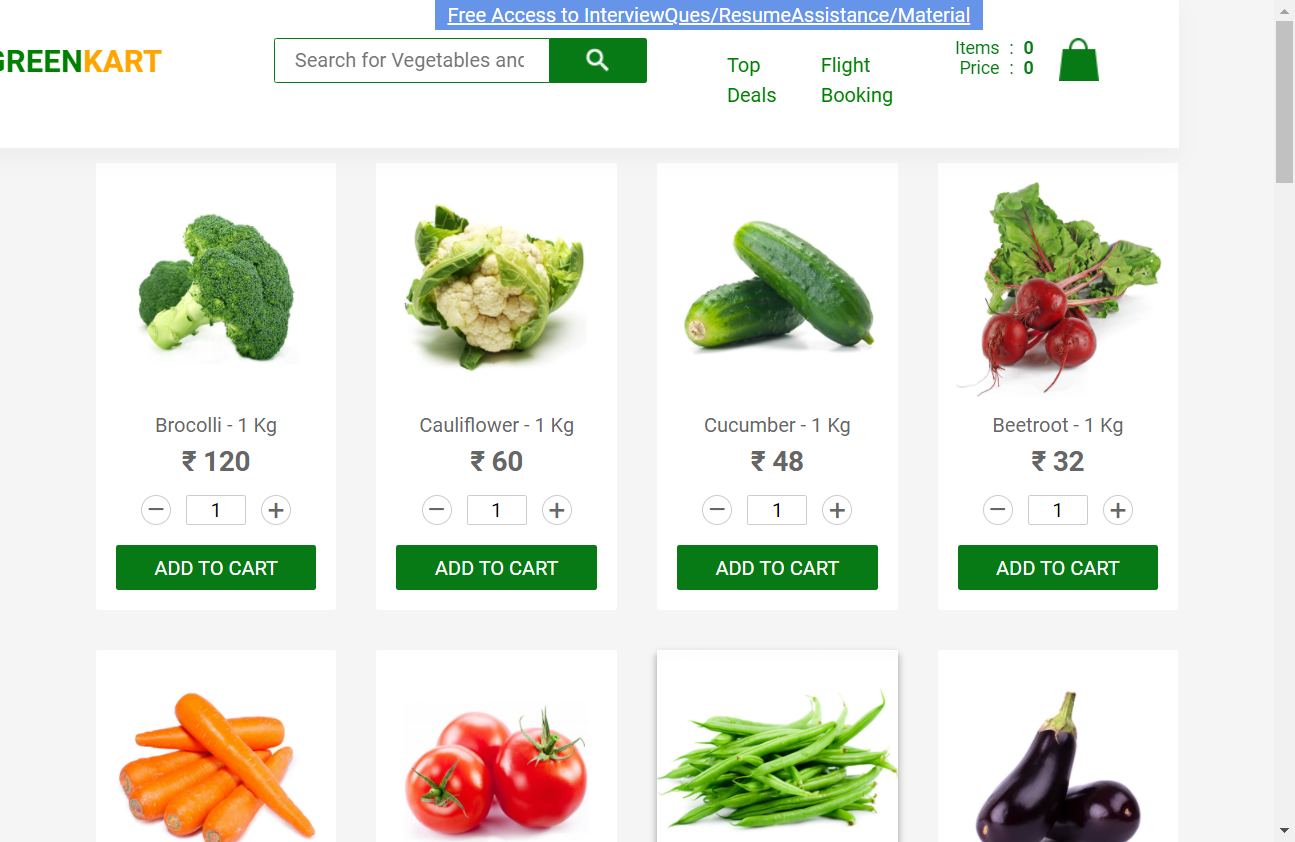 Free Access to InterviewQues/ResumeAssistance/Material
GREENKART
Search for Vegetables and
Top Deals
Flight Booking
Items : 0
Price : 0
Brocolli - 1 Kg
₹ 120
− 1 +
ADD TO CART
Cauliflower - 1 Kg
₹ 60
− 1 +
ADD TO CART
Cucumber - 1 Kg
₹ 48
− 1 +
ADD TO CART
Beetroot - 1 Kg
₹ 32
− 1 +
ADD TO CART